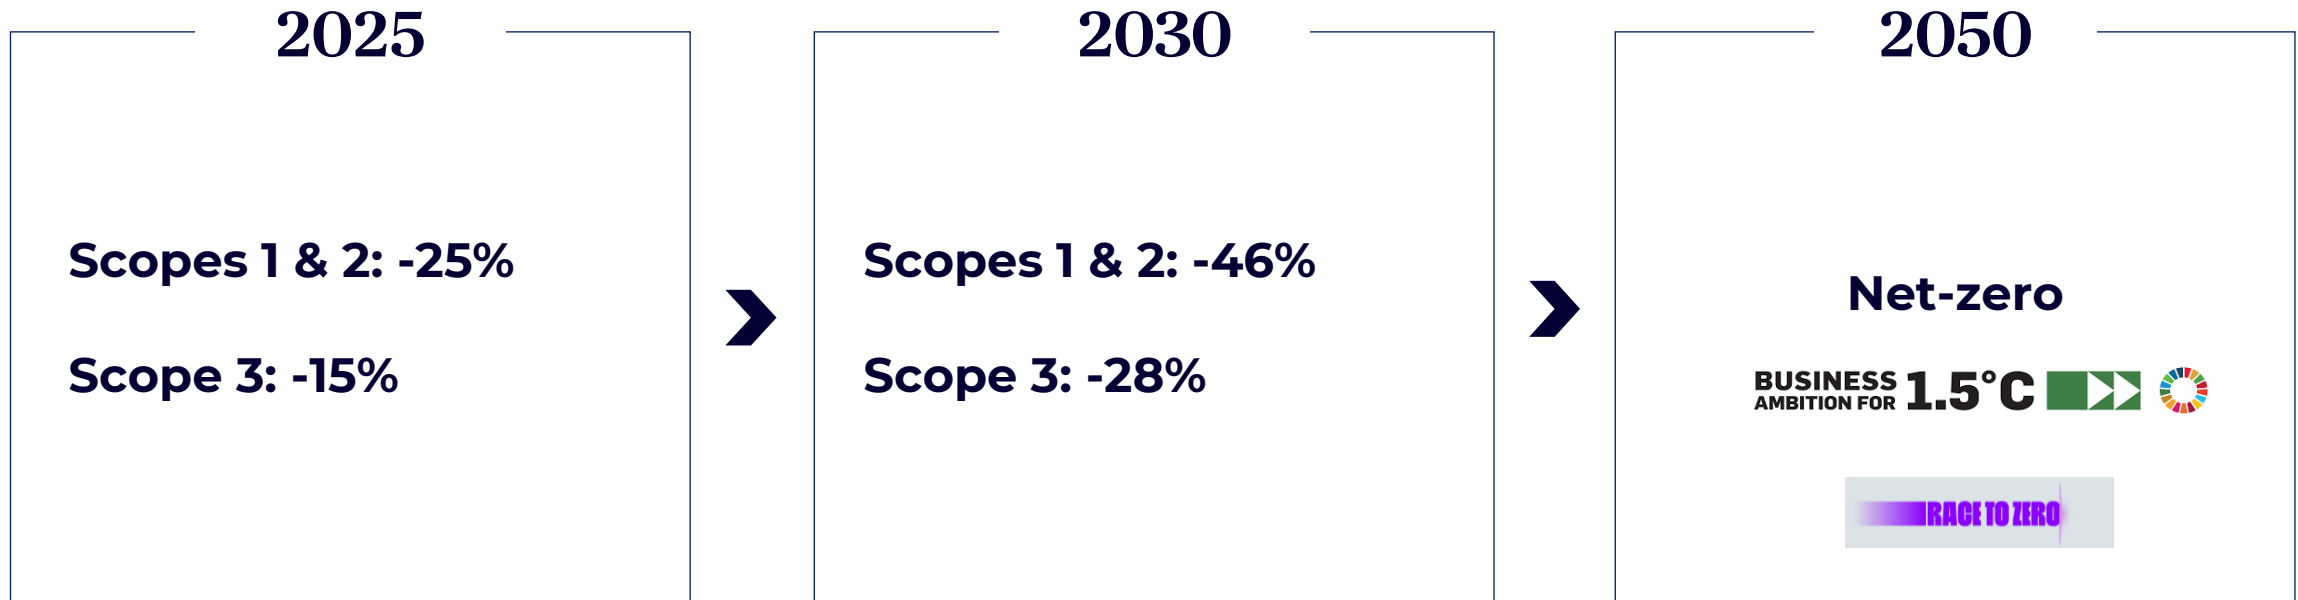 2025
Scopes 1 & 2: -25%
Scope 3: -15%
2030
Scopes 1 & 2: -46%
Scope 3: -28%
2050
Net-zero
BUSINESS
AMBITION FOR 1.5°C
RACE TO ZERO